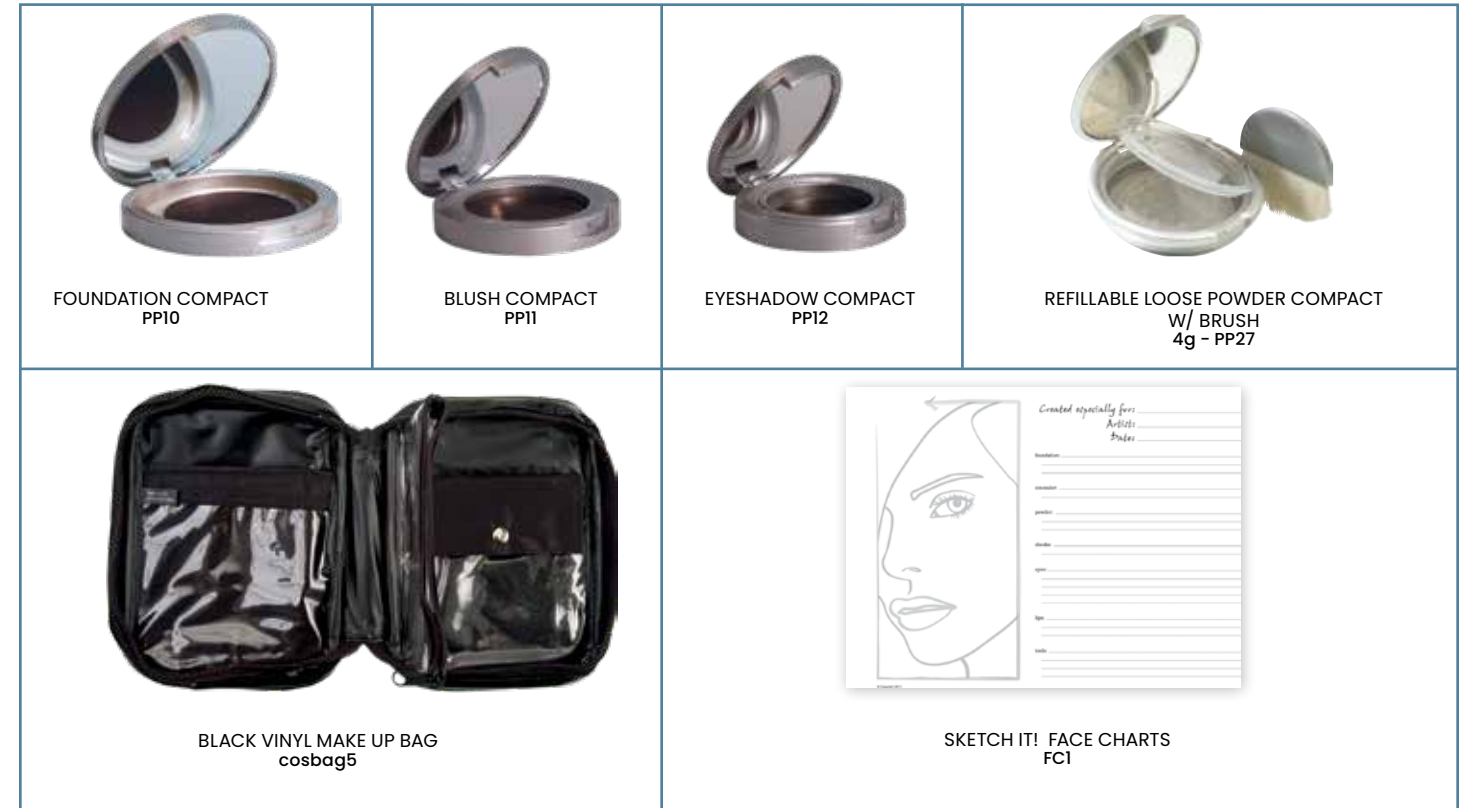 FOUNDATION COMPACT
PP10
BLUSH COMPACT
PP11
EYESHADOW COMPACT
PP12
REFILLABLE LOOSE POWDER COMPACT
W/ BRUSH
4g - PP27
BLACK VINYL MAKE UP BAG
cosbag5
Created especially for:
Artist:
Date:
foundation:
concealer:
powder:
cheeks:
eyes:
lips:
SKETCH IT! FACE CHARTS
FC1